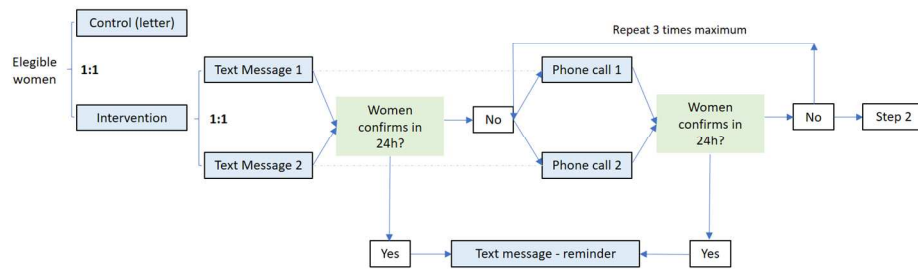 Control (letter)
Elegible
women
1:1
Intervention
Text Message 1
1:1
Text Message 2
Women
confirms in
24h?
No
Repeat 3 times maximum
Phone call 1
Phone call 2
Women
confirms in
24h?
No
Step 2
Yes
Text message - reminder
Yes